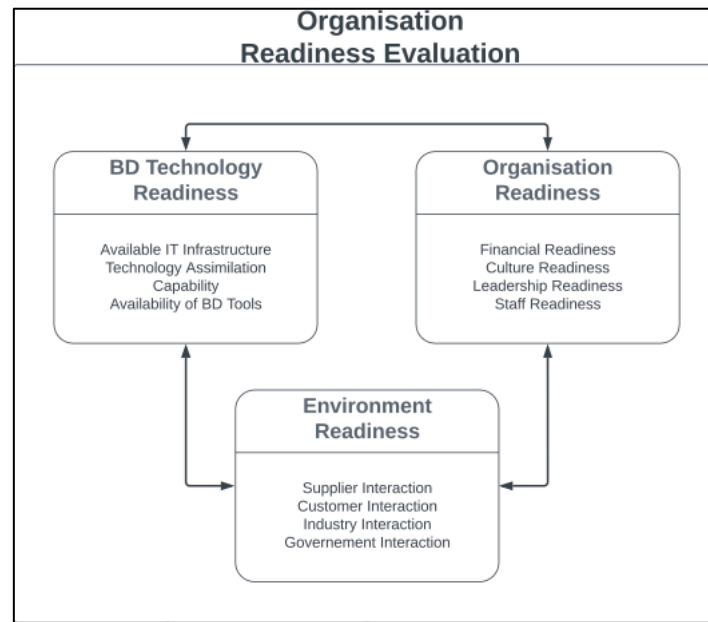 Organisation
Readiness Evaluation
BD Technology
Readiness
Available IT Infrastructure
Technology Assimilation
Capability
Availability of BD Tools
Organisation
Readiness
Financial Readiness
Culture Readiness
Leadership Readiness
Staff Readiness
Environment
Readiness
Supplier Interaction
Customer Interaction
Industry Interaction
Governement Interaction